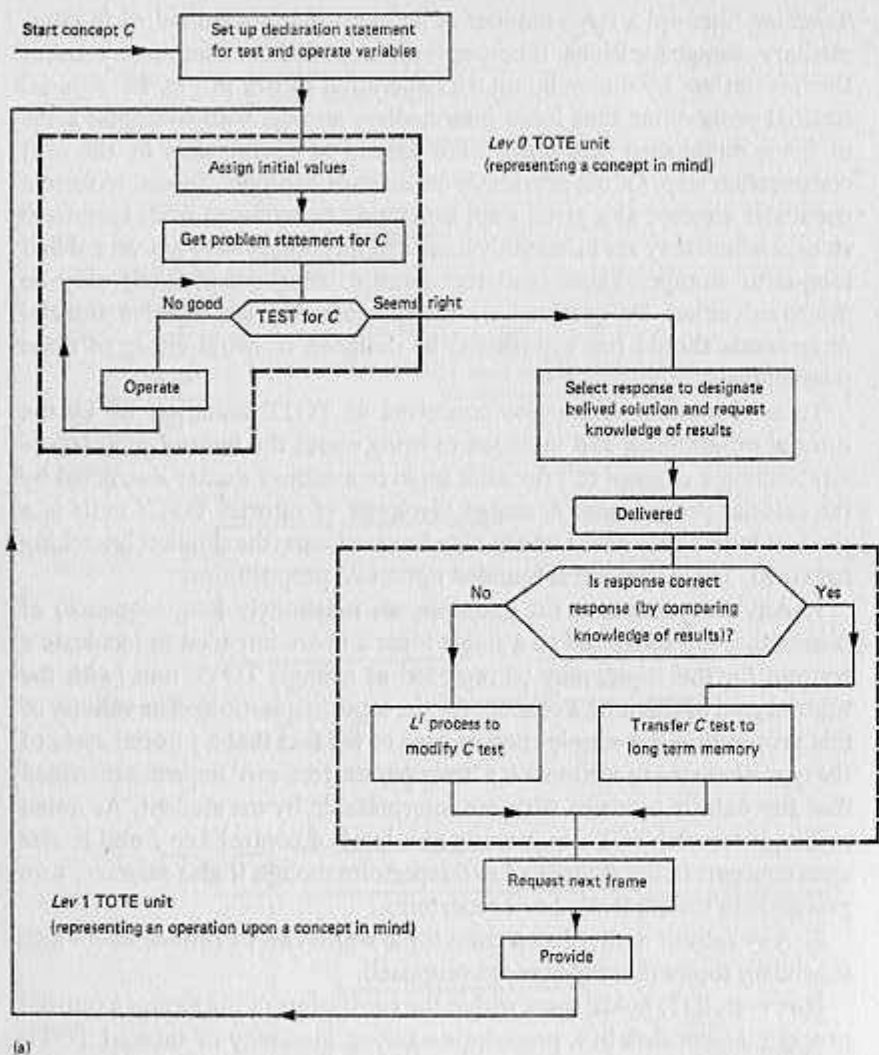 Start concept C
Set up declaration statement
for test and operate variables
Lev 0 TOTE unit
(representing a concept in mind)
Assign initial values
Get problem statement for C
No good
TEST for C
Seems right
Operate
Select response to designate
belived solution and request
knowledge of results
Delivered
No
Is response correct
response (by comparing
knowledge of results)?
Yes
process to
modify C test
Transfer C test to
long term memory
Request next frame
Lev 1 TOTE unit
(representing an operation upon a concept in mind)
Provide
(a)